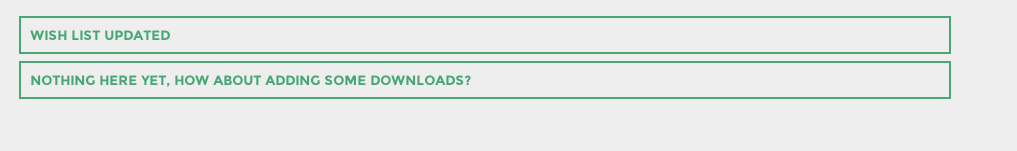 WISH LIST UPDATED
NOTHING HERE YET, HOW ABOUT ADDING SOME DOWNLOADS?